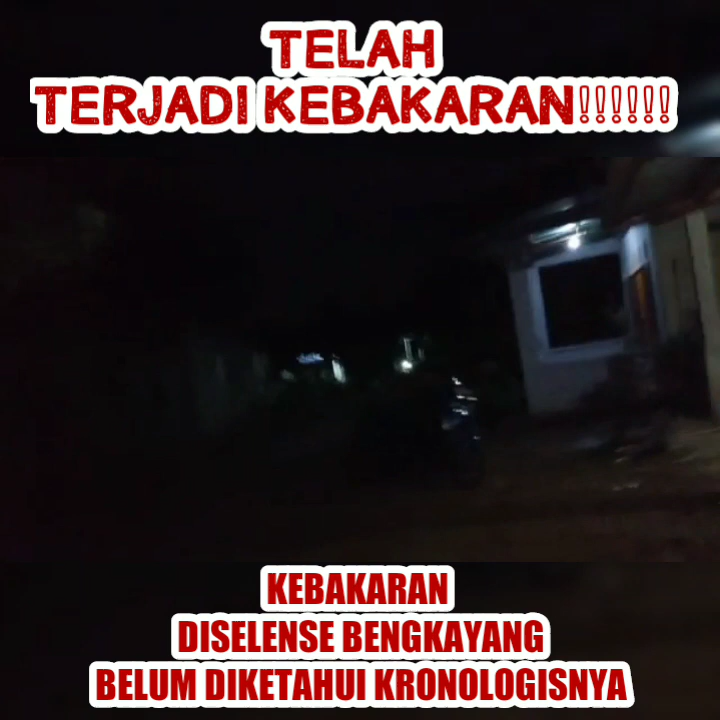 TELAH
TERJADI KEBAKARAN!!!!!!
KEBAKARAN
DISELENSE BENGKAYANG
BELUM DIKETAHUI KRONOLOGISNYA